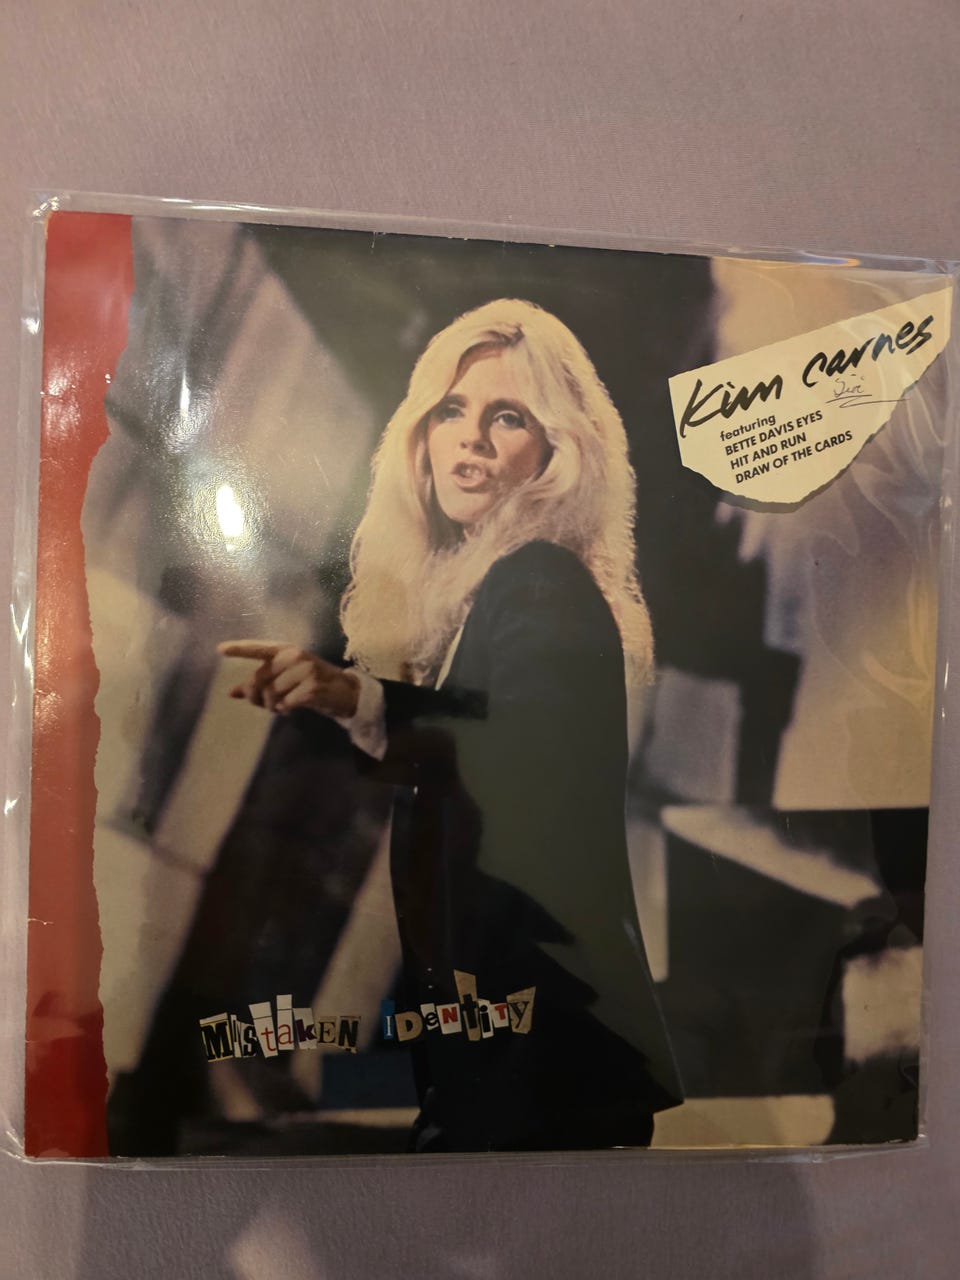 Kim Carnes
featuring
BETTE DAVIS EYES
HIT AND RUN
DRAW OF THE CARDS
MiStakEN IDeNtiTY